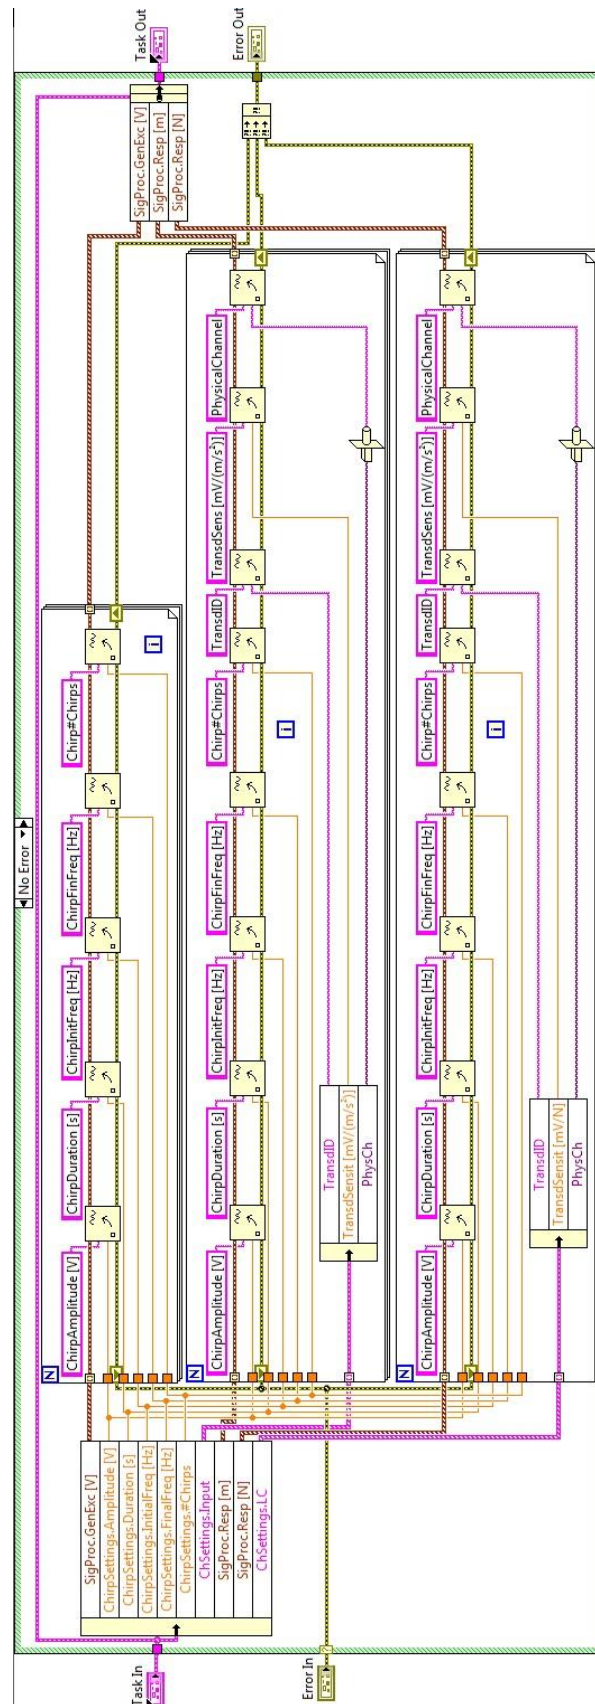 No Error
Task In
Error In
SigProc.GenExc [V]
ChirpSettings.Amplitude [V]
ChirpSettings.Duration [s]
ChirpSettings.InitialFreq [Hz]
ChirpSettings.FinalFreq [Hz]
ChirpSettings.#Chirps
ChSettings.Input
SigProc.Resp [m]
SigProc.Resp [N]
ChSettings.LC
N
ChirpAmplitude [V]
ChirpDuration [s]
ChirpInitFreq [Hz]
ChirpFinFreq [Hz]
Chirp#Chirps
i
N
ChirpAmplitude [V]
ChirpDuration [s]
ChirpInitFreq [Hz]
ChirpFinFreq [Hz]
Chirp#Chirps
TransdID
TransdSens [mV/(m/s²)]
PhysicalChannel
i
TransdID
TransdSensit [mV/(m/s²)]
PhysCh
N
ChirpAmplitude [V]
ChirpDuration [s]
ChirpInitFreq [Hz]
ChirpFinFreq [Hz]
Chirp#Chirps
TransdID
TransdSens [mV/(m/s²)]
PhysicalChannel
i
TransdID
TransdSensit [mV/N]
PhysCh
SigProc.GenExc [V]
SigProc.Resp [m]
SigProc.Resp [N]
Task Out
Error Out